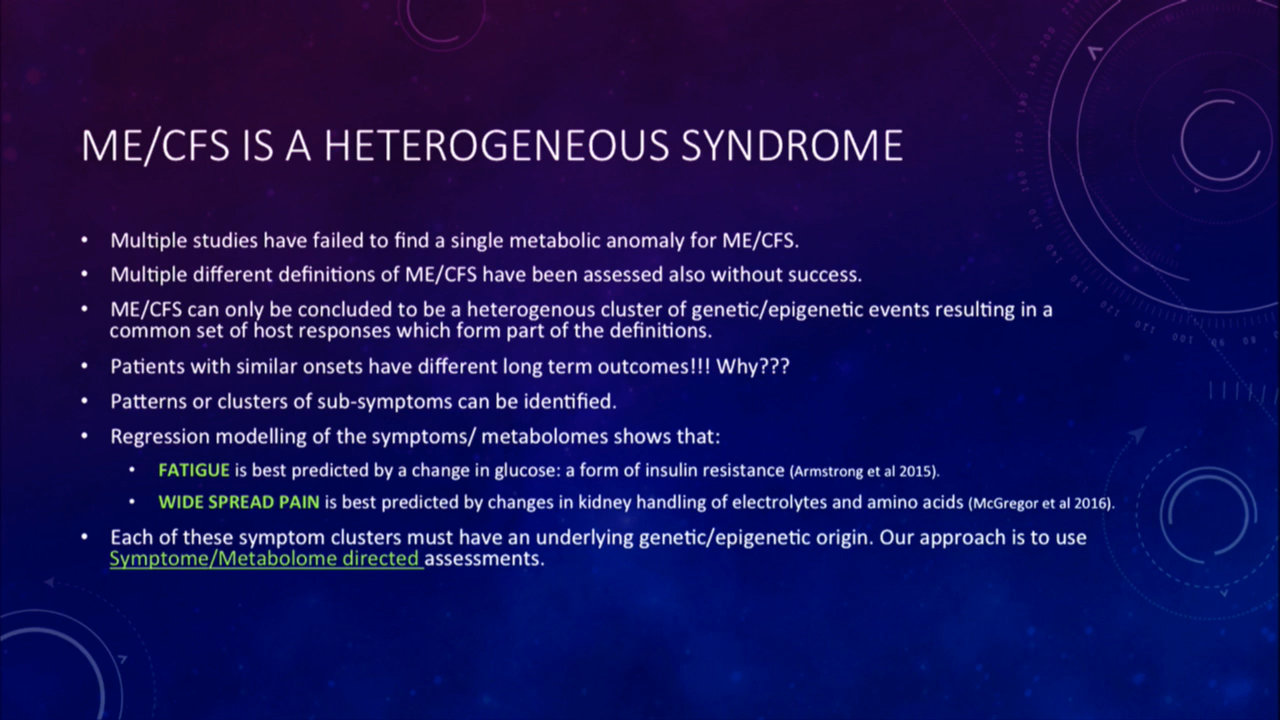 ME/CFS IS A HETEROGENEOUS SYNDROME
• Multiple studies have failed to find a single metabolic anomaly for ME/CFS.
• Multiple different definitions of ME/CFS have been assessed also without success.
• ME/CFS can only be concluded to be a heterogenous cluster of genetic/epigenetic events resulting in a
common set of host responses which form part of the definitions.
• Patients with similar onsets have different long term outcomes!!! Why???
• Patterns or clusters of sub-symptoms can be identified.
• Regression modelling of the symptoms/ metabolomes shows that:
• FATIGUE is best predicted by a change in glucose: a form of insulin resistance (Armstrong et al 2015).
• WIDE SPREAD PAIN is best predicted by changes in kidney handling of electrolytes and amino acids (McGregor et al 2016).
• Each of these symptom clusters must have an underlying genetic/epigenetic origin. Our approach is to use
Symptome/Metabolome directed assessments.